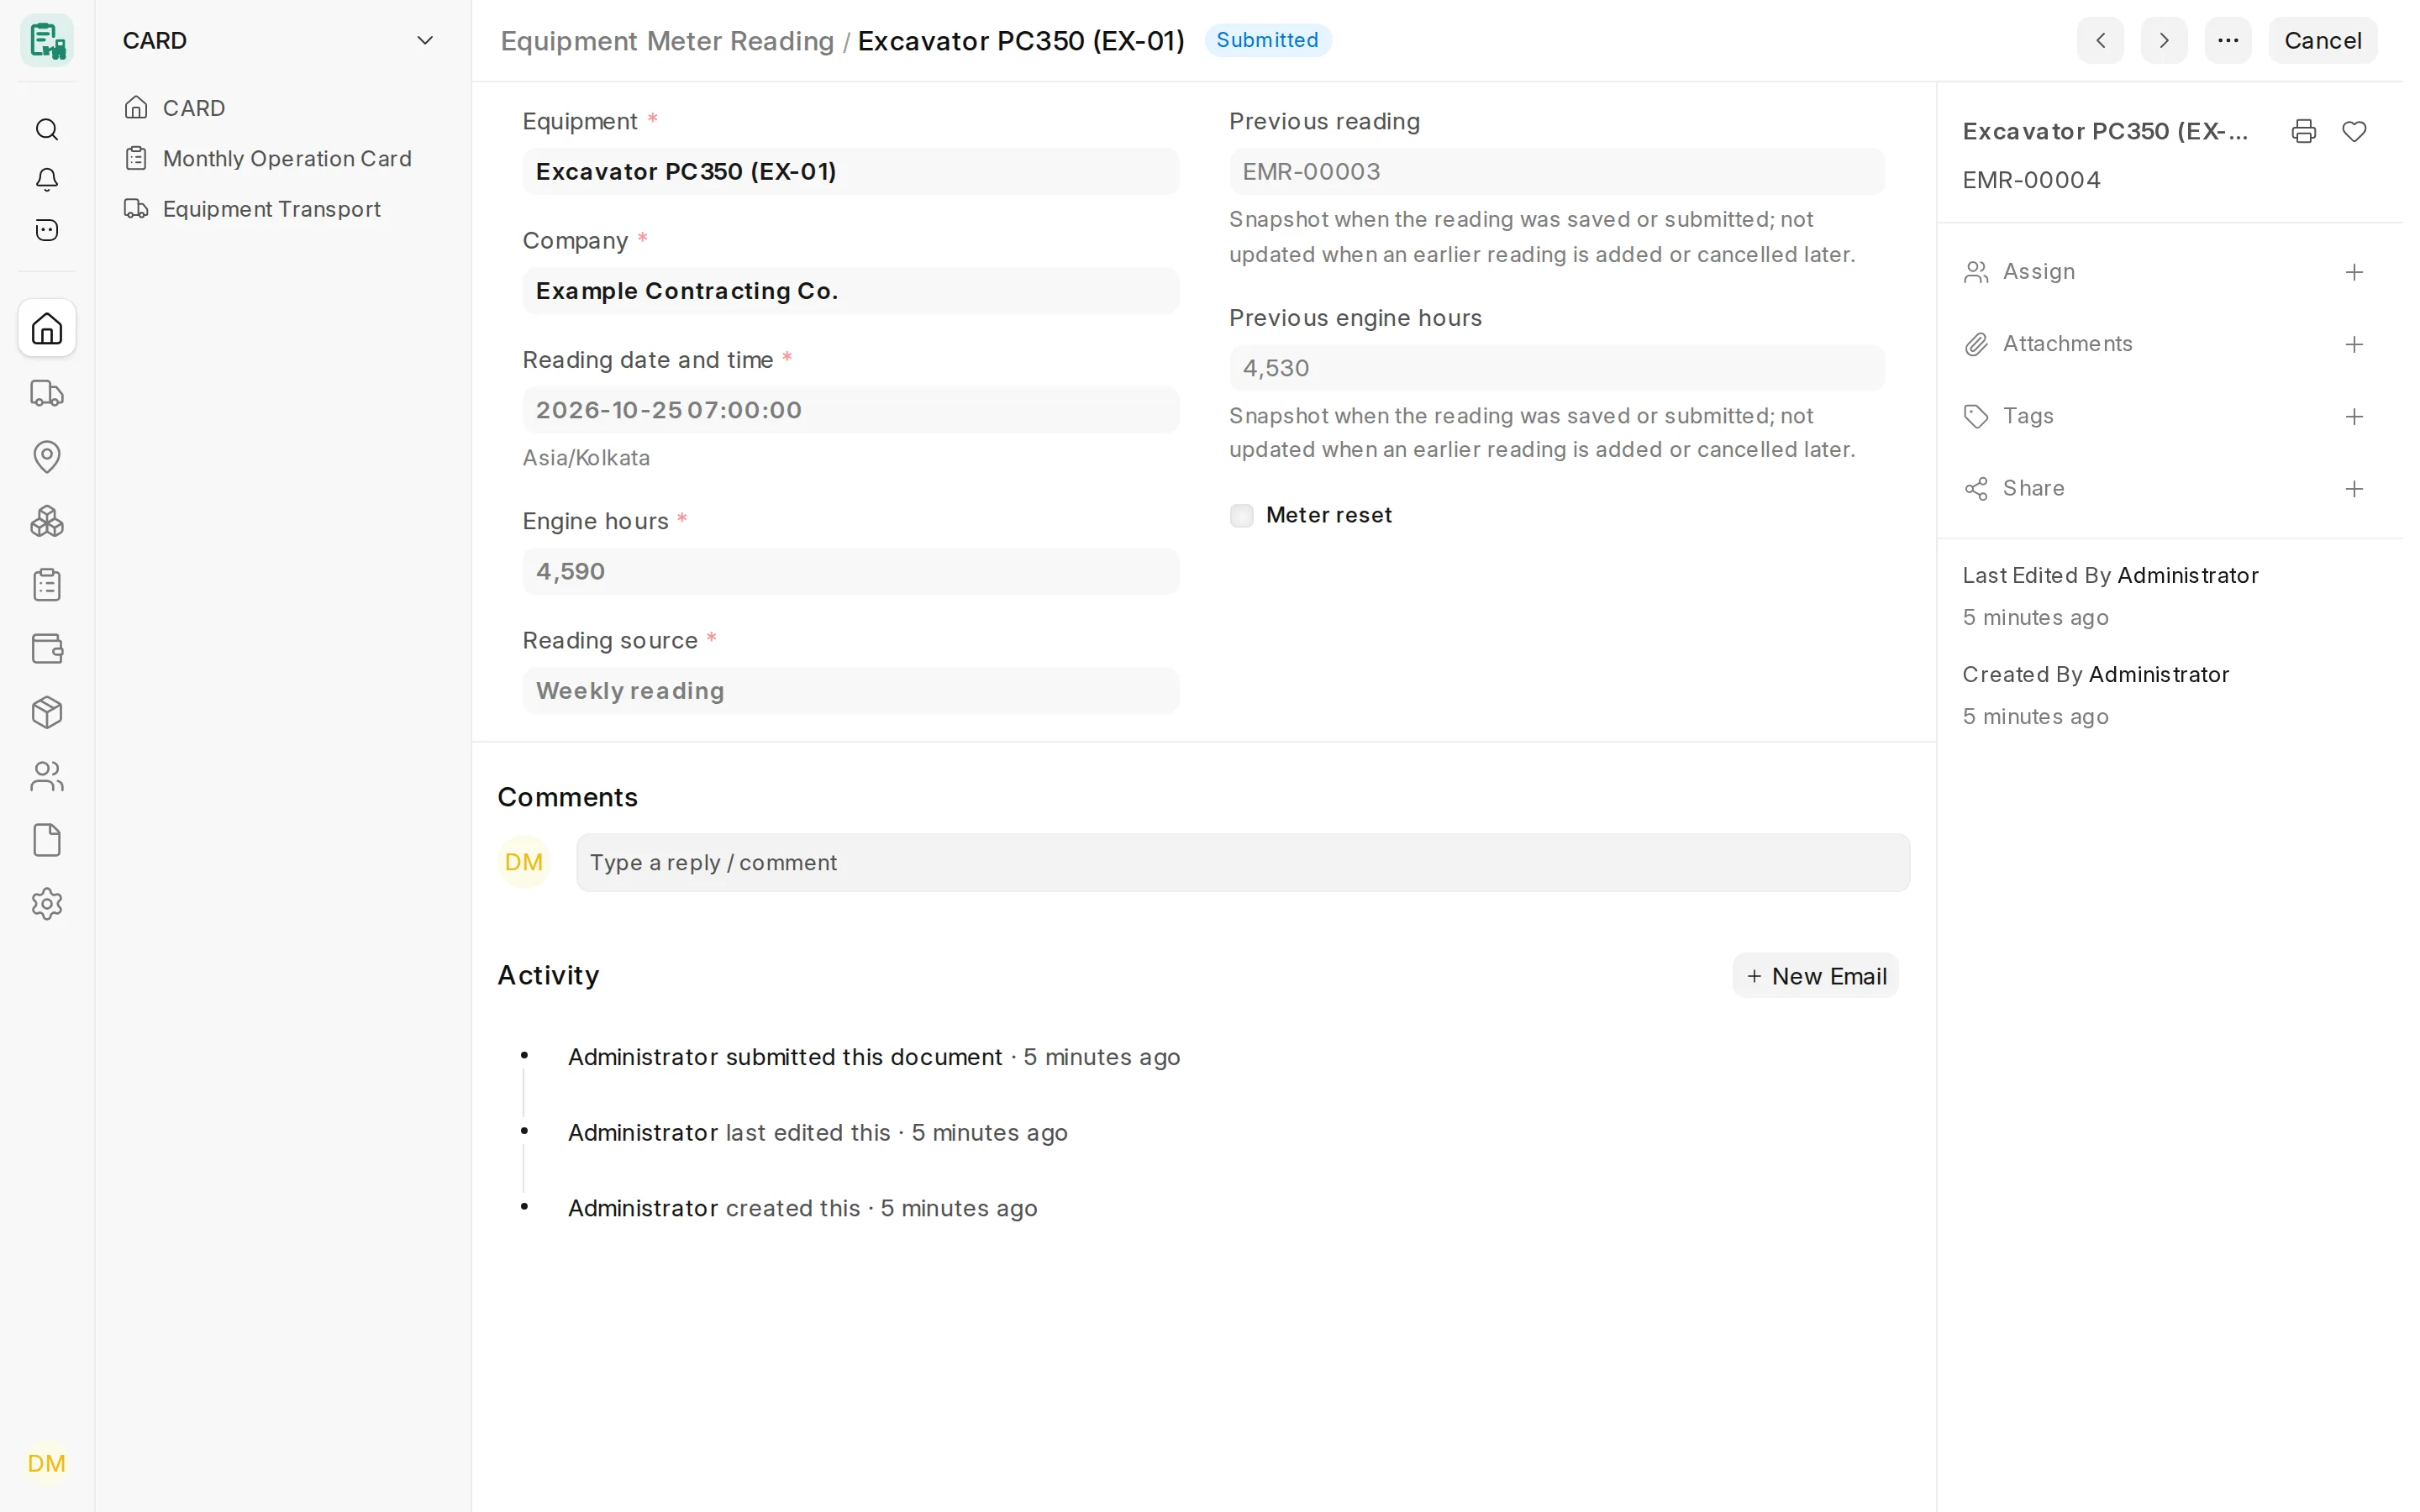 CARD
CARD
Monthly Operation Card
Equipment Transport
DM
Equipment Meter Reading / Excavator PC350 (EX-01) Submitted
Cancel
Equipment *
Excavator PC350 (EX-01)
Company *
Example Contracting Co.
Reading date and time *
2026-10-25 07:00:00
Asia/Kolkata
Engine hours *
4,590
Reading source *
Weekly reading
Previous reading
EMR-00003
Snapshot when the reading was saved or submitted; not
updated when an earlier reading is added or cancelled later.
Previous engine hours
4,530
Snapshot when the reading was saved or submitted; not
updated when an earlier reading is added or cancelled later.
Meter reset
Comments
DM
Type a reply / comment
Activity
New Email
Administrator submitted this document · 5 minutes ago
Administrator last edited this · 5 minutes ago
Administrator created this · 5 minutes ago
Excavator PC350 (EX-...
EMR-00004
Assign
Attachments
Tags
Share
Last Edited By Administrator
5 minutes ago
Created By Administrator
5 minutes ago